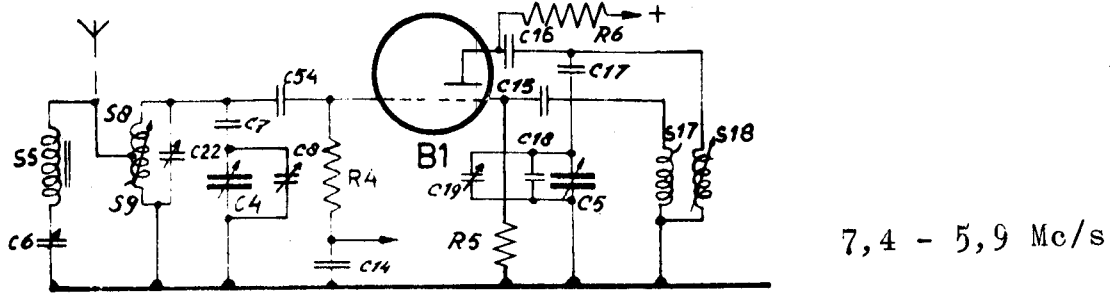 +
C16
R6
C17
C54
C15
S8
C7
S5
C22
C8
B1
C18
S17
S18
R4
C19
S9
C4
C5
C6
R5
C14
7,4 - 5,9 Mc/s